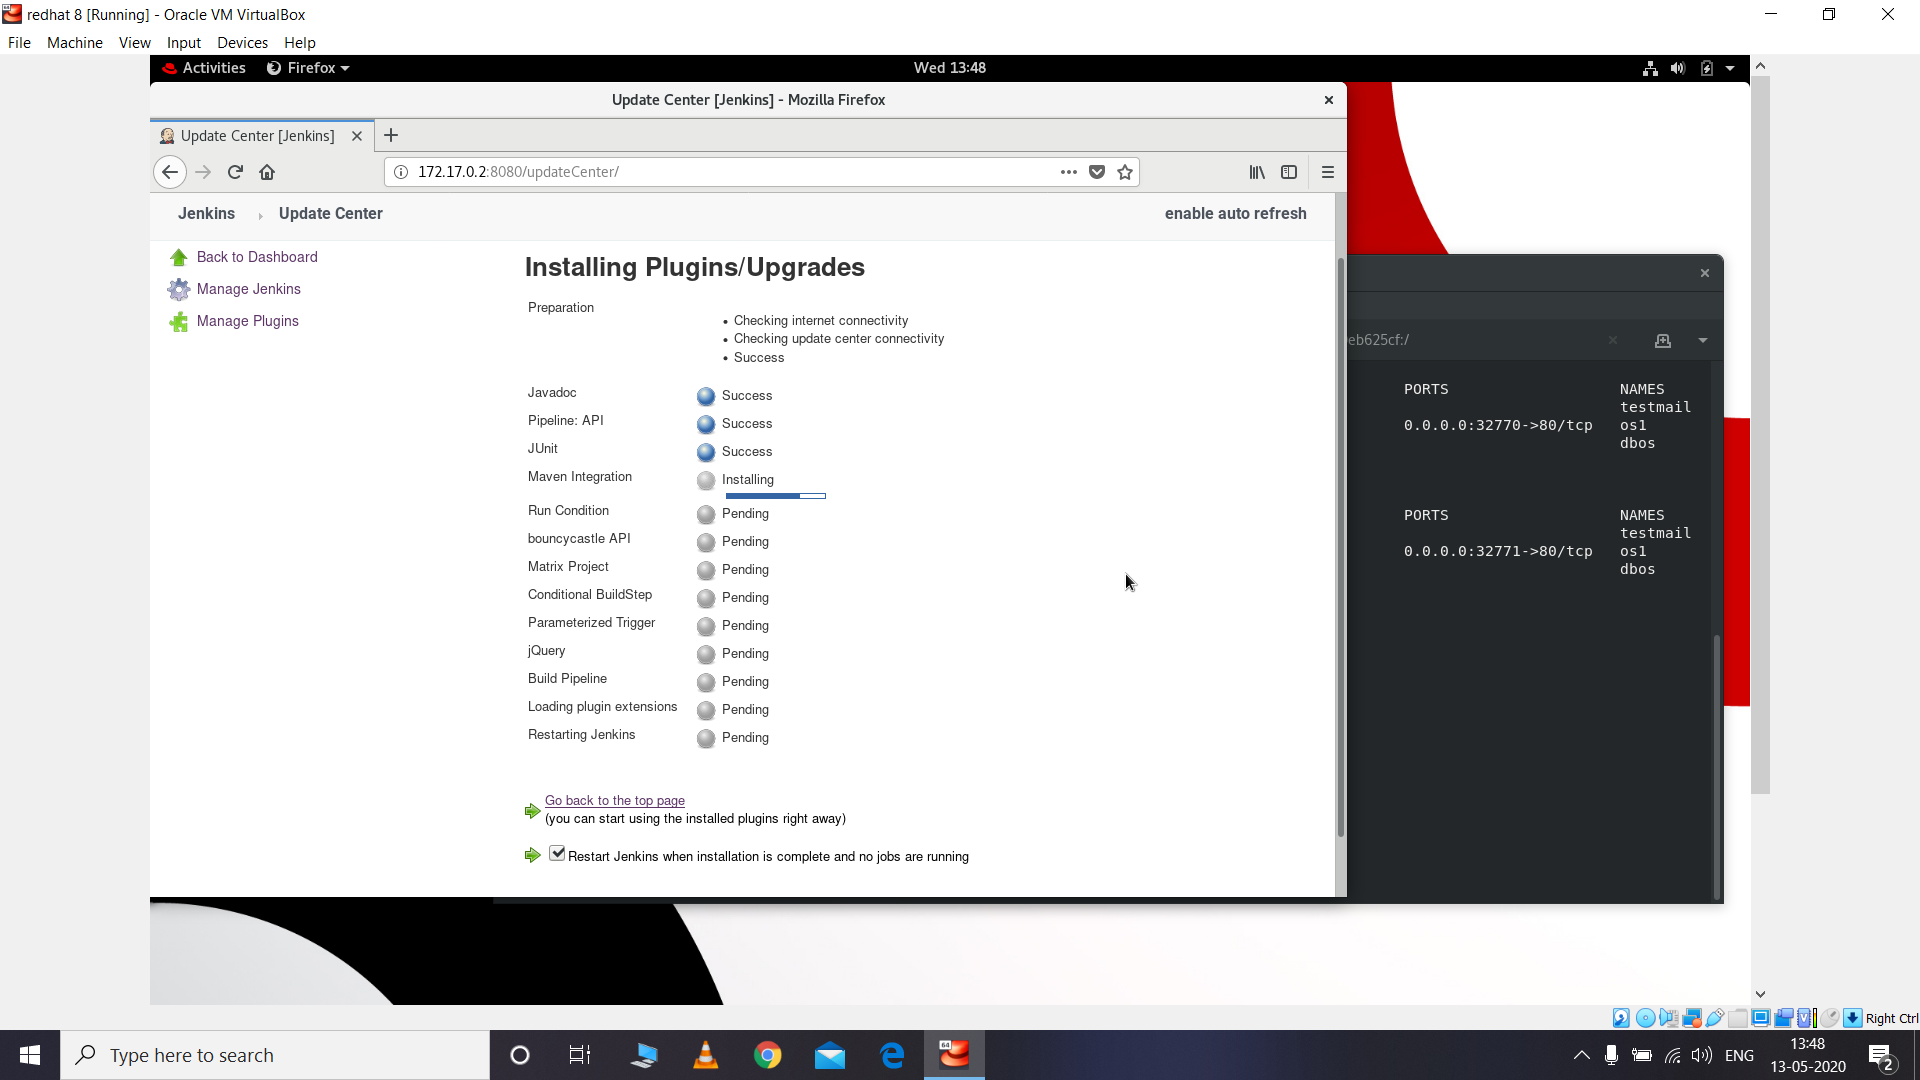 redhat 8 [Running] - Oracle VM VirtualBox
File Machine View Input Devices Help
Activities Firefox Wed 13:48
Update Center [Jenkins] - Mozilla Firefox
Update Center [Jenkins]
172.17.0.2:8080/updateCenter/
Jenkins Update Center enable auto refresh
Back to Dashboard
Manage Jenkins
Manage Plugins
Installing Plugins/Upgrades
Preparation
• Checking internet connectivity
• Checking update center connectivity
• Success
Javadoc Success
Pipeline: API Success
JUnit Success
Maven Integration Installing
Run Condition Pending
bouncycastle API Pending
Matrix Project Pending
Conditional BuildStep Pending
Parameterized Trigger Pending
jQuery Pending
Build Pipeline Pending
Loading plugin extensions Pending
Restarting Jenkins Pending
Go back to the top page
(you can start using the installed plugins right away)
Restart Jenkins when installation is complete and no jobs are running
eb625cf:/
PORTS NAMES
testmail
0.0.0.0:32770->80/tcp os1
dbos
PORTS NAMES
testmail
0.0.0.0:32771->80/tcp os1
dbos
Right Ctrl
Type here to search
64
ENG
13:48
13-05-2020
2